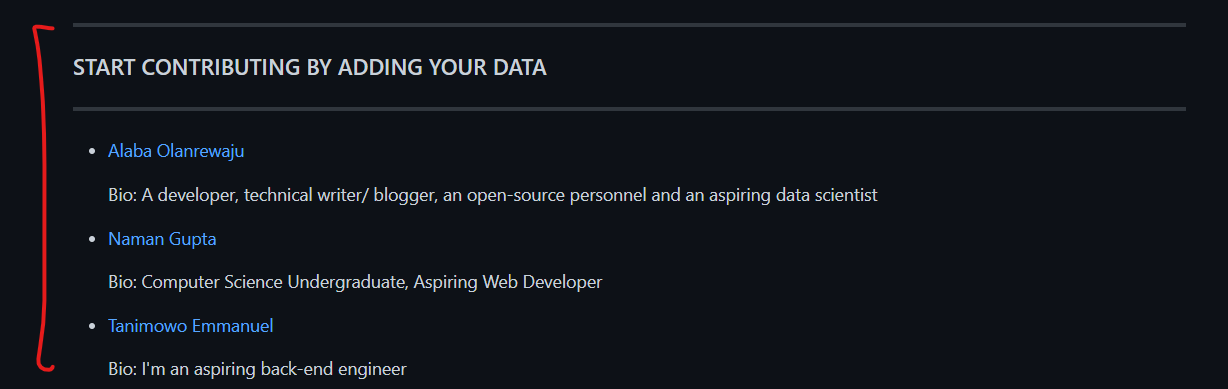 START CONTRIBUTING BY ADDING YOUR DATA
Alaba Olanrewaju
Bio: A developer, technical writer/ blogger, an open-source personnel and an aspiring data scientist
Naman Gupta
Bio: Computer Science Undergraduate, Aspiring Web Developer
Tanimowo Emmanuel
Bio: I'm an aspiring back-end engineer